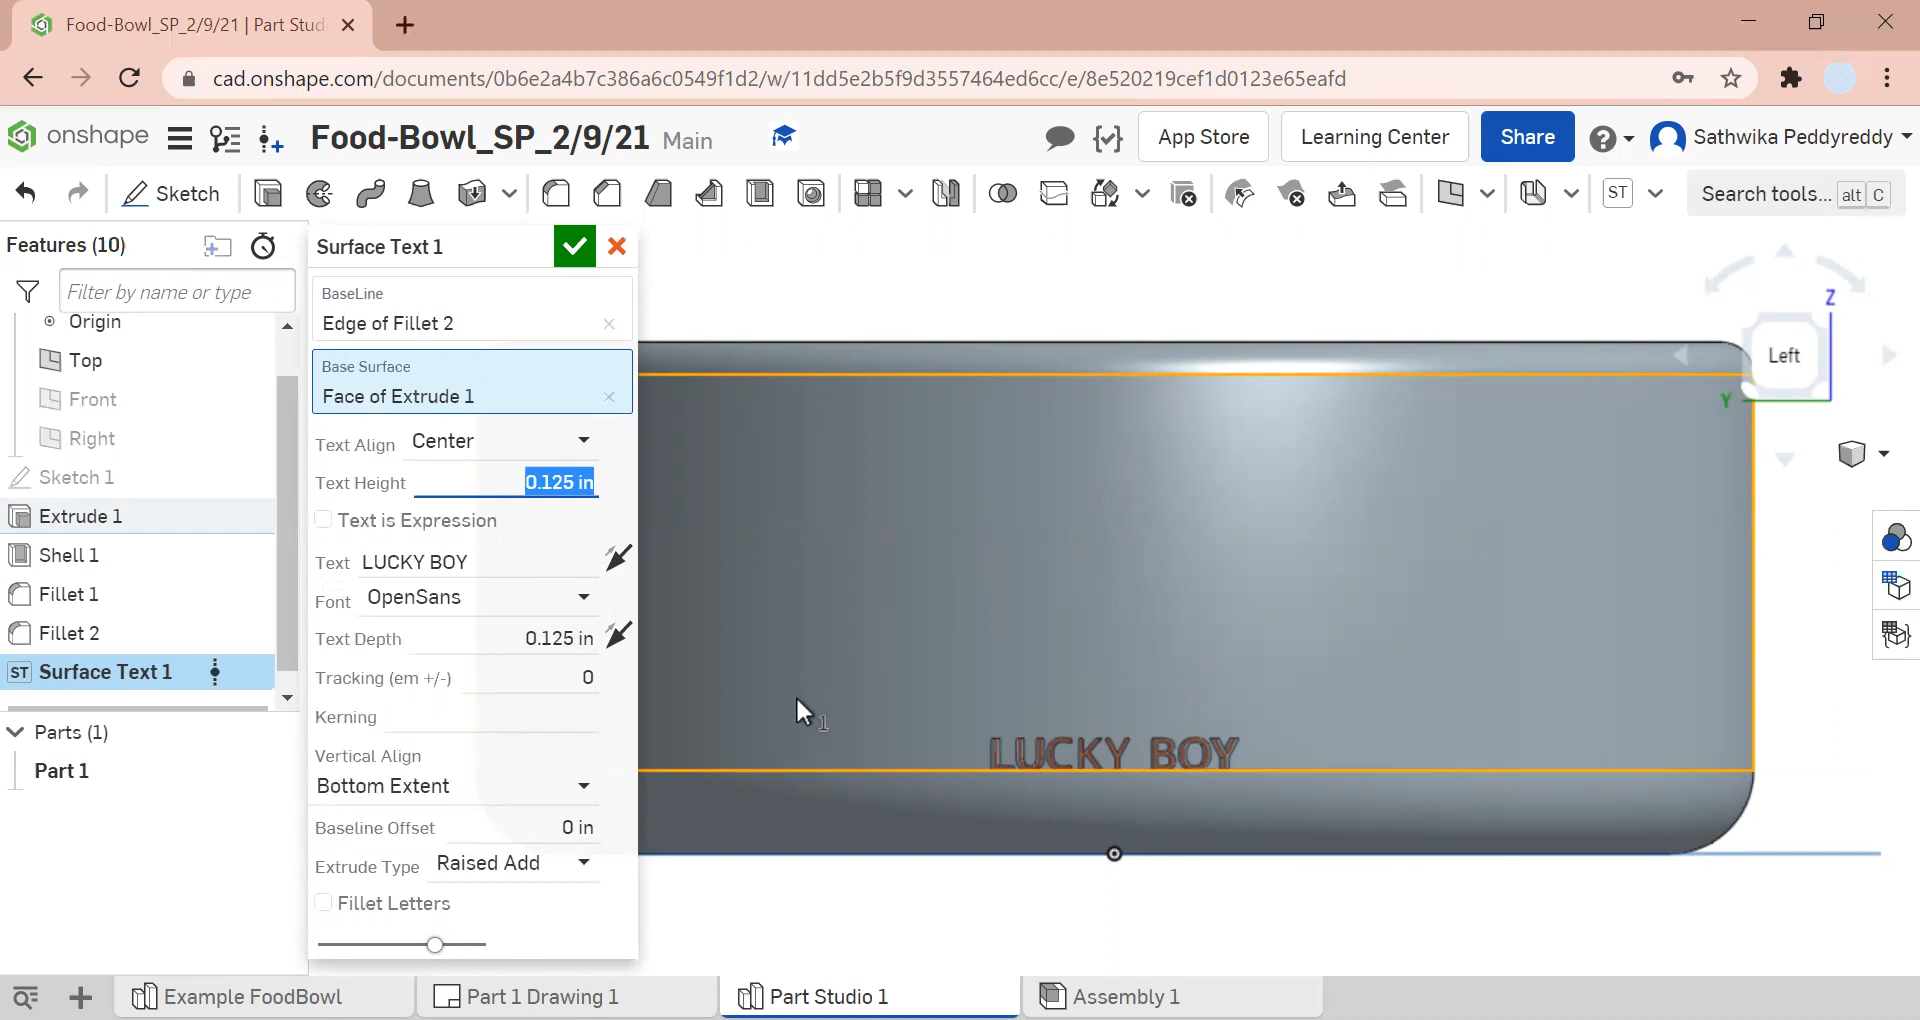 Food-Bowl_SP_2/9/21 | Part Studi
cad.onshape.com/documents/0b6e2a4b7c386a6c0549f1d2/w/11dd5e2b5f9d3557464ed6cc/e/8e520219cef1d0123e65eafd
onshape Food-Bowl_SP_2/9/21 Main App Store Learning Center Share Sathwika Peddyreddy
Sketch ST Search tools... alt C
Features (10)
Filter by name or type
Origin
Top
Front
Right
Sketch 1
Extrude 1
Shell 1
Fillet 1
Fillet 2
ST Surface Text 1
Parts (1)
Part 1
Surface Text 1
BaseLine
Edge of Fillet 2
Base Surface
Face of Extrude 1
Text Align Center
Text Height 0.125 in
Text is Expression
Text LUCKY BOY
Font OpenSans
Text Depth 0.125 in
Tracking (em +/-) 0
Kerning
Vertical Align
Bottom Extent
Baseline Offset 0 in
Extrude Type Raised Add
Fillet Letters
Z
Left
Y
1
LUCKY BOY
Example FoodBowl Part 1 Drawing 1 Part Studio 1 Assembly 1